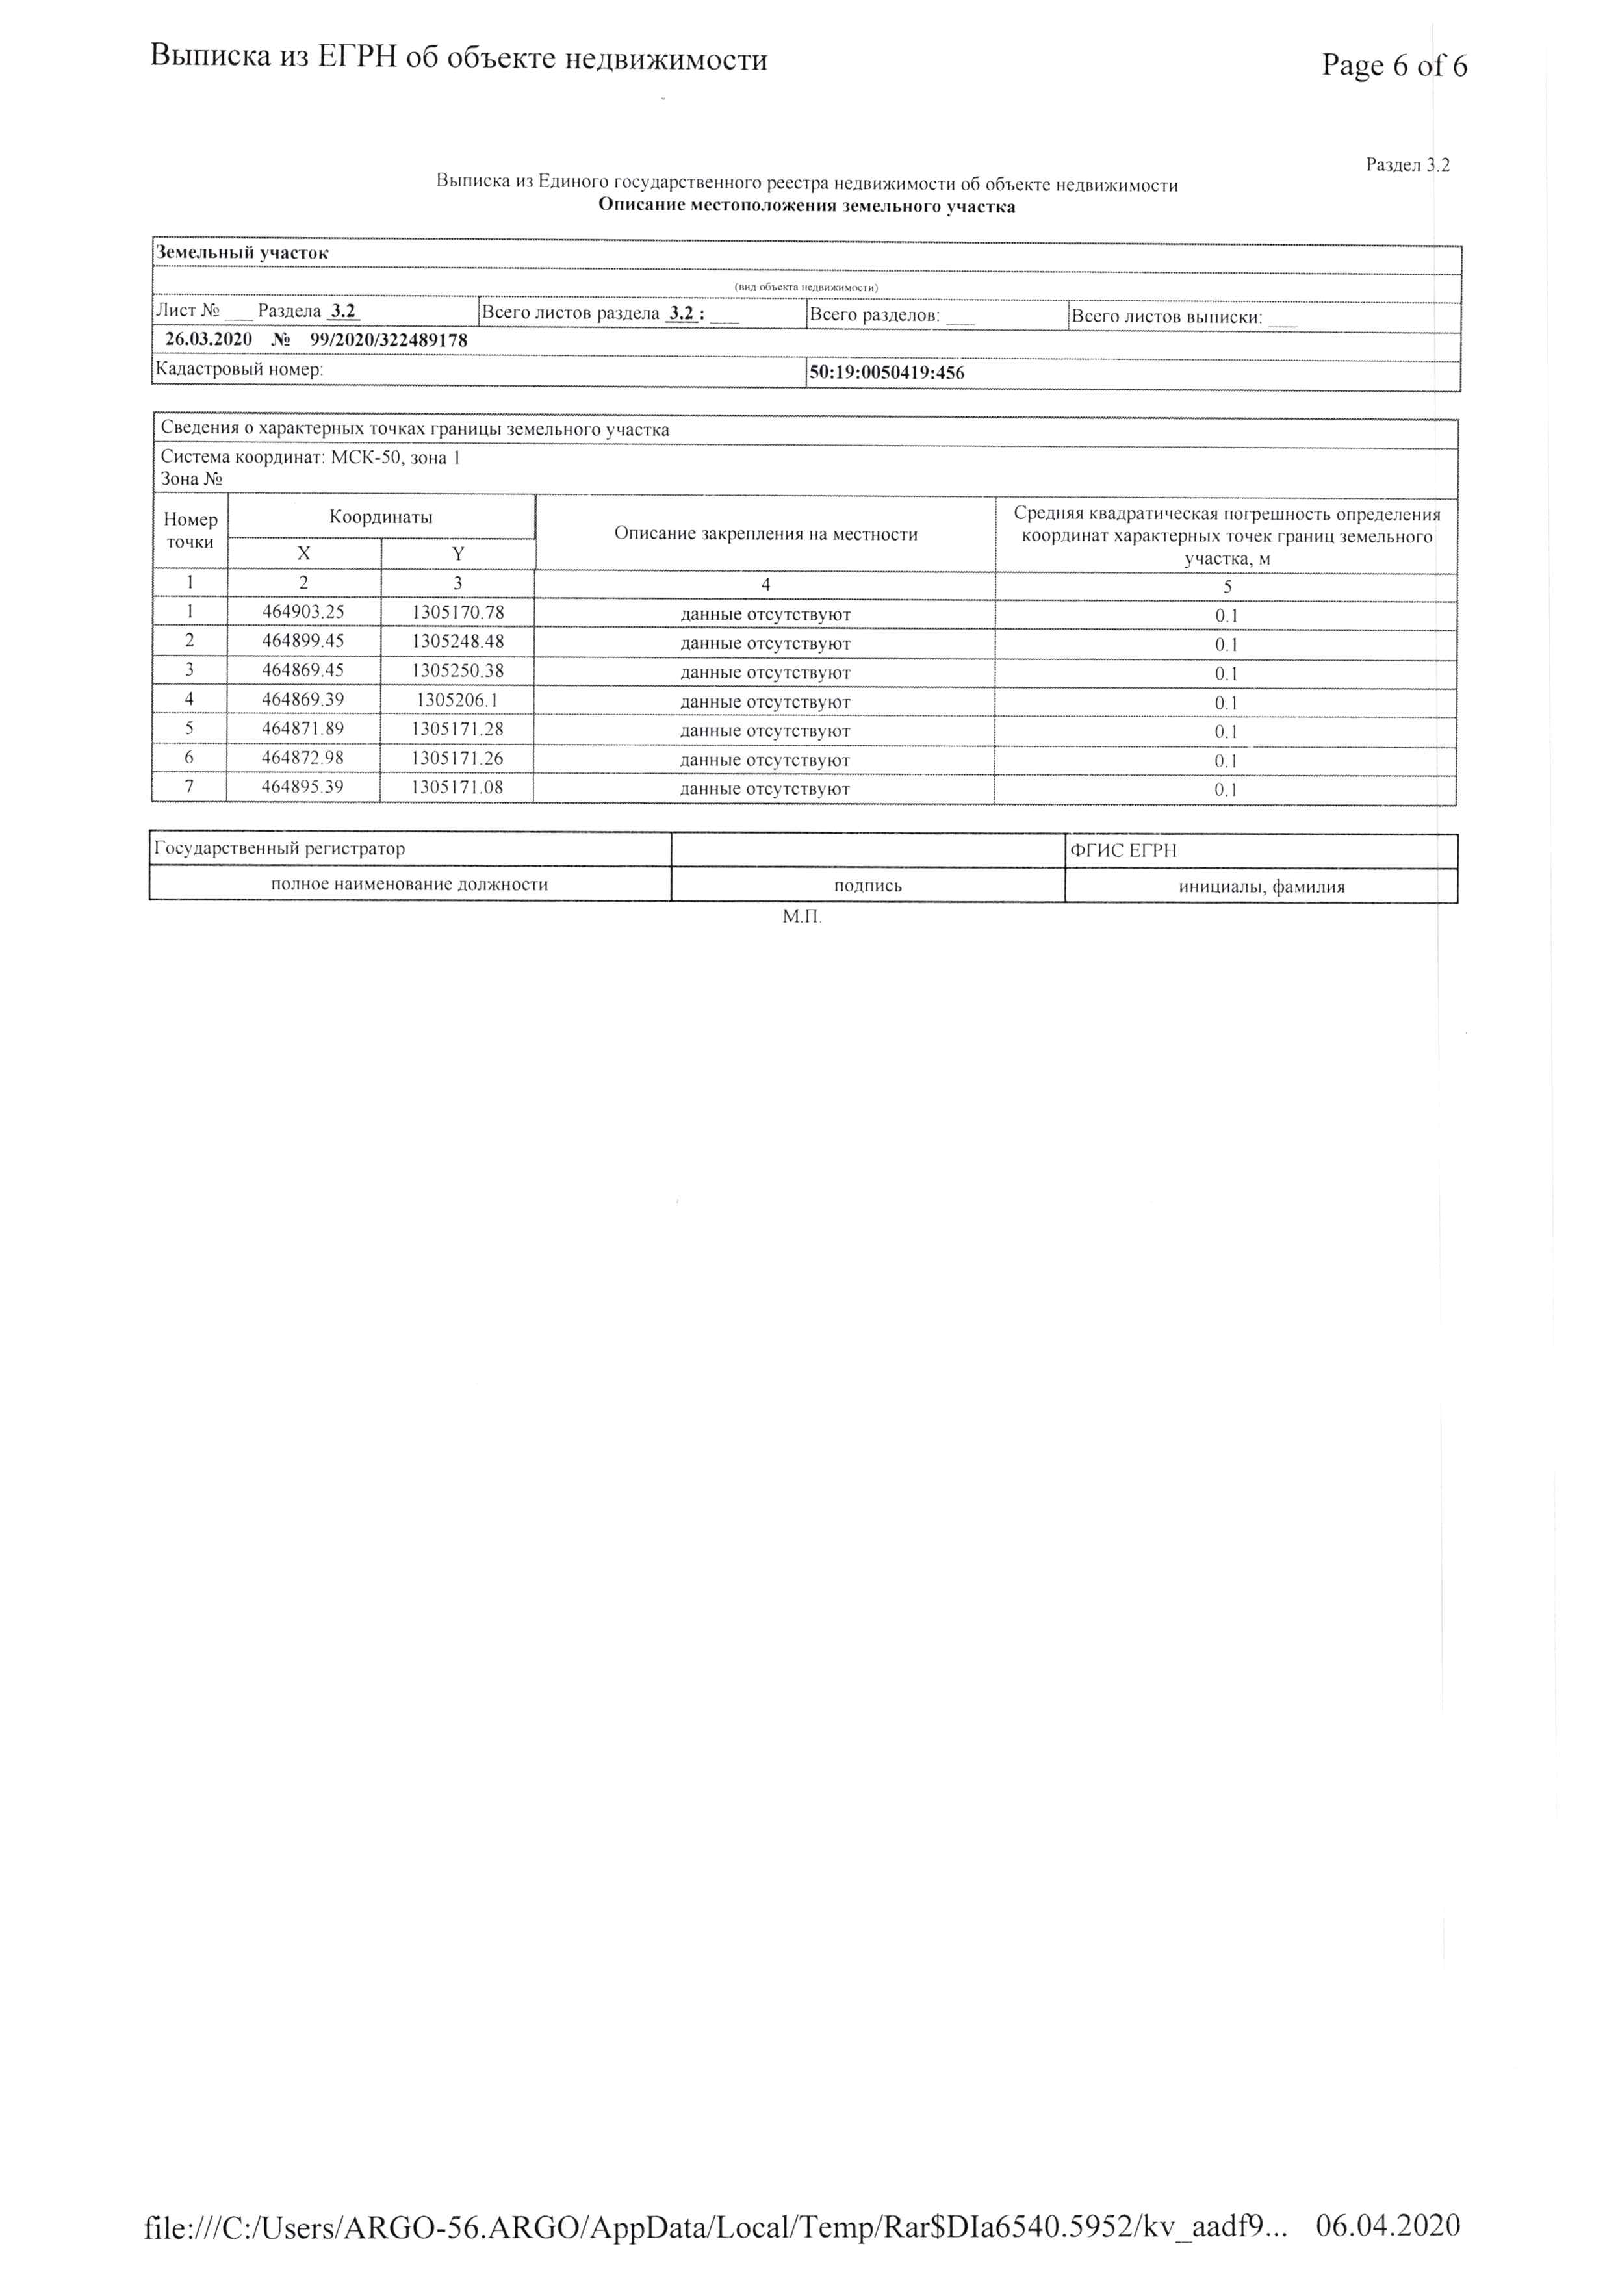 Выписка из ЕГРН об объекте недвижимости
Page 6 of 6
Раздел 3.2
Выписка из Единого государственного реестра недвижимости об объекте недвижимости
Описание местоположения земельного участка
Земельный участок
(вид объекта недвижимости)
Лист № ___ Раздела 3.2 Всего листов раздела 3.2 : ___ Всего разделов: ___ Всего листов выписки: ___
26.03.2020 № 99/2020/322489178
Кадастровый номер: 50:19:0050419:456
Сведения о характерных точках границы земельного участка
Система координат: МСК-50, зона 1
Зона №
Номер точки
Координаты
X Y
Описание закрепления на местности
Средняя квадратическая погрешность определения
координат характерных точек границ земельного
участка, м
1 2 3 4 5
1 464903.25 1305170.78 данные отсутствуют 0.1
2 464899.45 1305248.48 данные отсутствуют 0.1
3 464869.45 1305250.38 данные отсутствуют 0.1
4 464869.39 1305206.1 данные отсутствуют 0.1
5 464871.89 1305171.28 данные отсутствуют 0.1
6 464872.98 1305171.26 данные отсутствуют 0.1
7 464895.39 1305171.08 данные отсутствуют 0.1
Государственный регистратор ФГИС ЕГРН
полное наименование должности подпись инициалы, фамилия
М.П.
file:///C:/Users/ARGO-56.ARGO/AppData/Local/Temp/Rar$DIa6540.5952/kv_aadf9... 06.04.2020